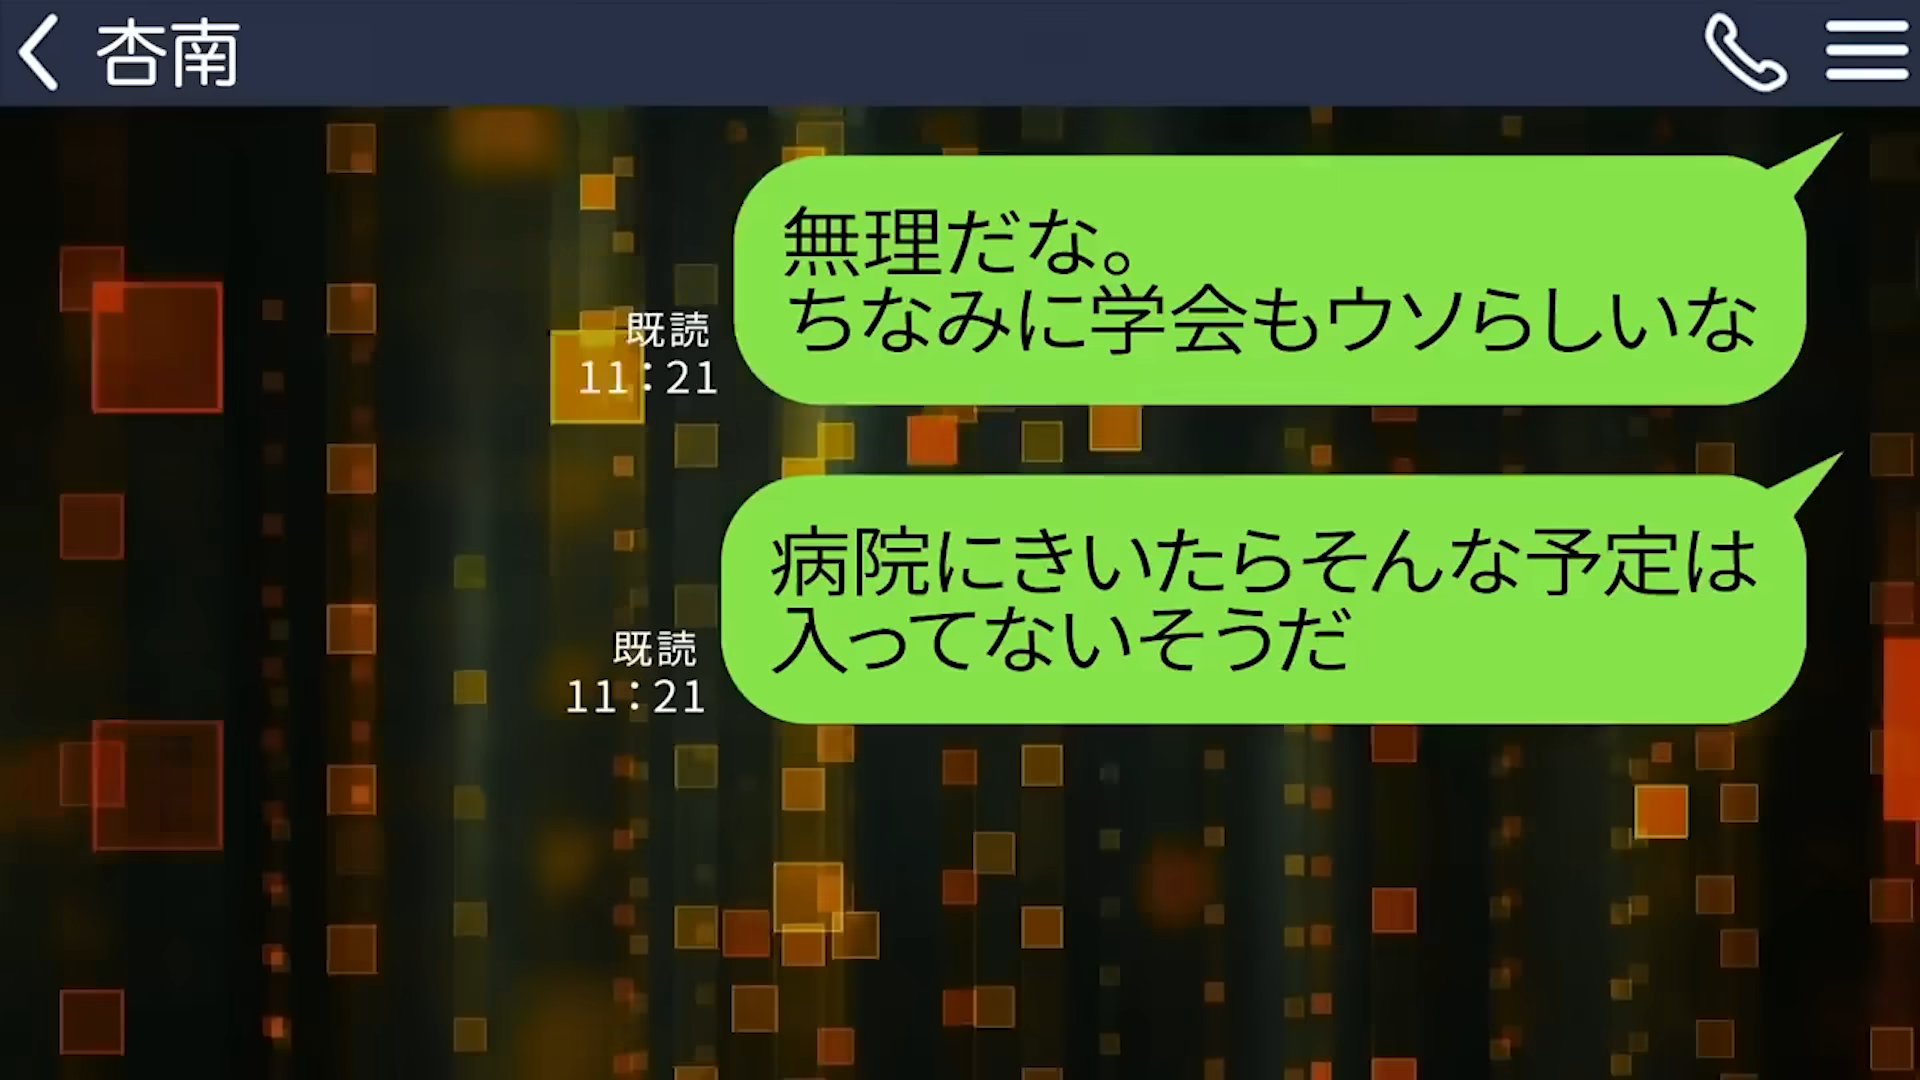 杏南
無理だな。
ちなみに学会もウソらしいな
既読
11:21
病院にきいたらそんな予定は
入ってないそうだ
既読
11:21